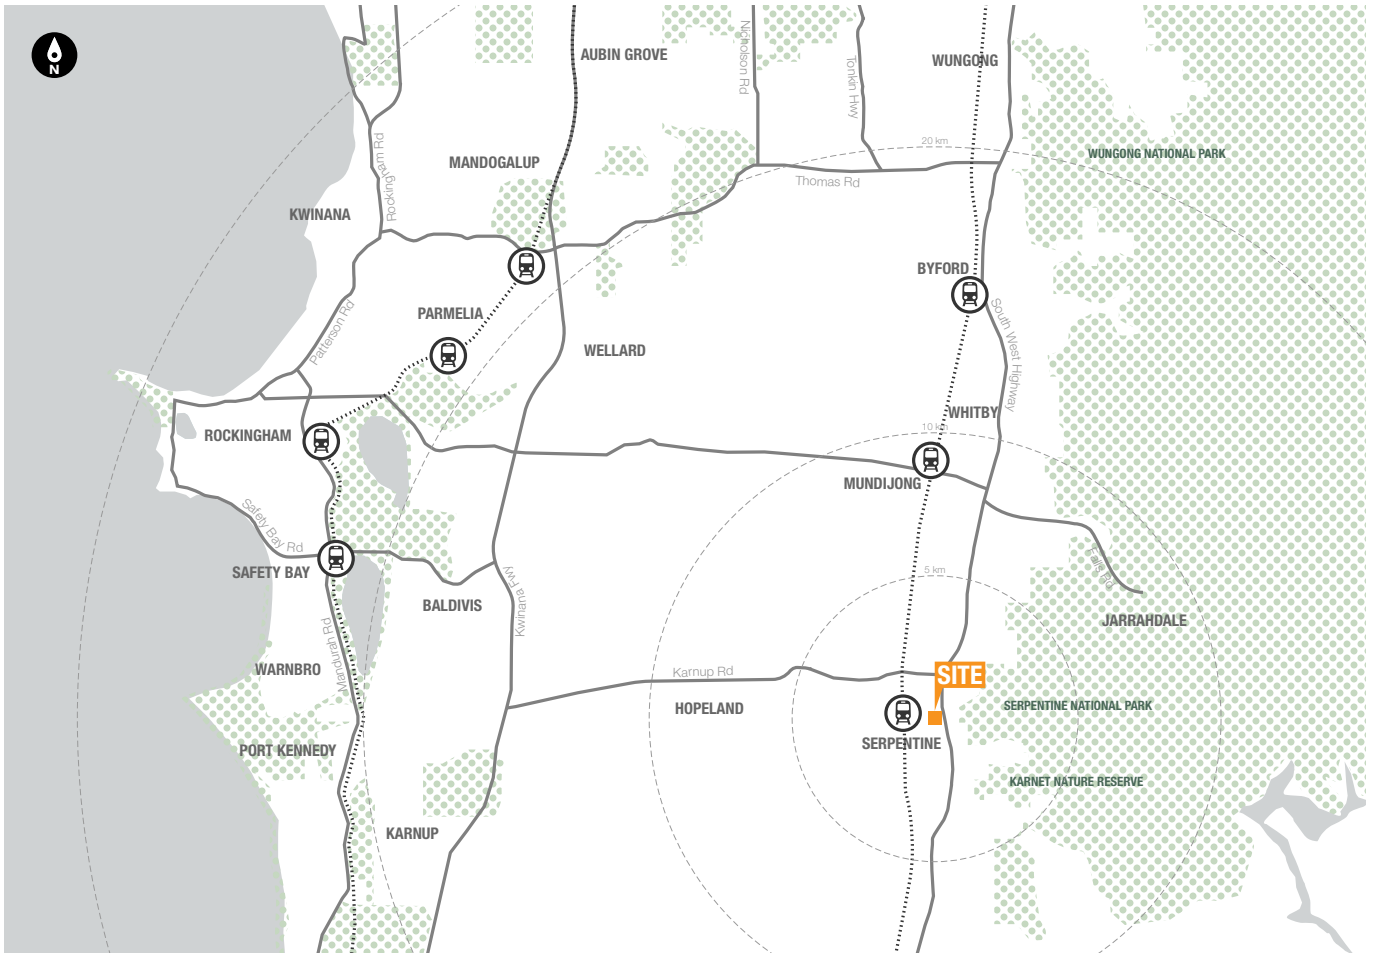 N
AUBIN GROVE
Nicholson Rd
Tonkin Hwy
WUNGONG
20 km
WUNGONG NATIONAL PARK
Rockingham Rd
MANDOGALUP
Thomas Rd
KWINANA
BYFORD
Patterson Rd
PARMELIA
WELLARD
South West Highway
WHITBY
10 km
ROCKINGHAM
MUNDIJONG
Safety Bay Rd
SAFETY BAY
5 km
Falls Rd
Kwinana Fwy
BALDIVIS
JARRAHDALE
Mandurah Rd
WARNBRO
Karnup Rd
SITE
HOPELAND
SERPENTINE NATIONAL PARK
SERPENTINE
PORT KENNEDY
KARNET NATURE RESERVE
KARNUP